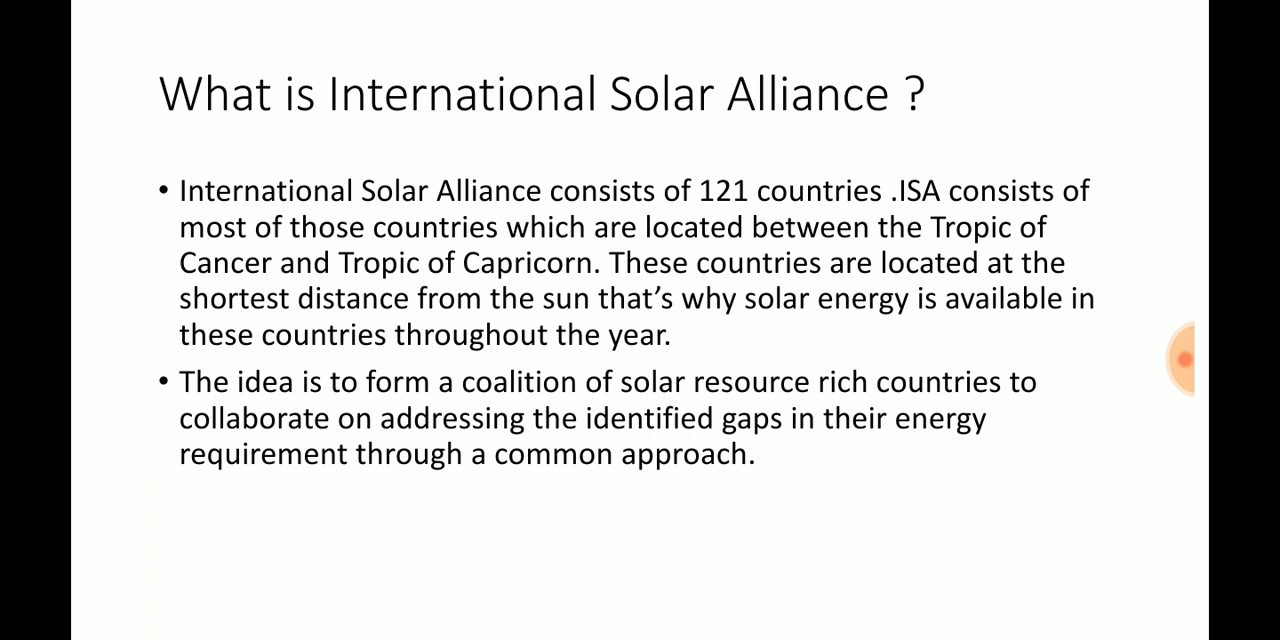 What is International Solar Alliance ?
• International Solar Alliance consists of 121 countries .ISA consists of
most of those countries which are located between the Tropic of
Cancer and Tropic of Capricorn. These countries are located at the
shortest distance from the sun that’s why solar energy is available in
these countries throughout the year.
• The idea is to form a coalition of solar resource rich countries to
collaborate on addressing the identified gaps in their energy
requirement through a common approach.